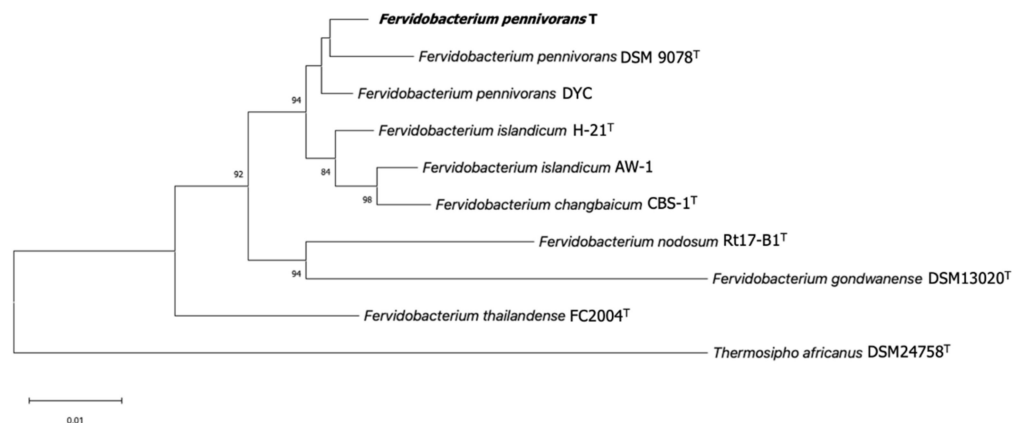 Fervidobacterium pennivorans T
Fervidobacterium pennivorans DSM 9078ᵀ
94
Fervidobacterium pennivorans DYC
Fervidobacterium islandicum H-21ᵀ
92
84
Fervidobacterium islandicum AW-1
98
Fervidobacterium changbaicum CBS-1ᵀ
Fervidobacterium nodosum Rt17-B1ᵀ
94
Fervidobacterium gondwanense DSM13020ᵀ
Fervidobacterium thailandense FC2004ᵀ
Thermosipho africanus DSM24758ᵀ
0.01